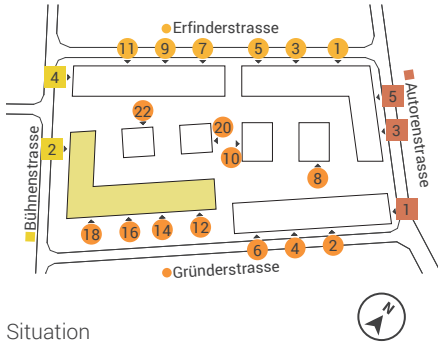 Erfinderstrasse
11 9 7 5 3 1
4
5
Autorenstrasse
22
20
3
2
10
8
Bühnenstrasse
1
18 16 14 12
6 4 2
Gründerstrasse
N
Situation